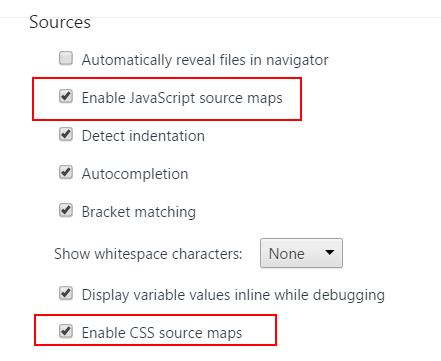 Sources
Automatically reveal files in navigator
Enable JavaScript source maps
Detect indentation
Autocompletion
Bracket matching
Show whitespace characters: None
Display variable values inline while debugging
Enable CSS source maps